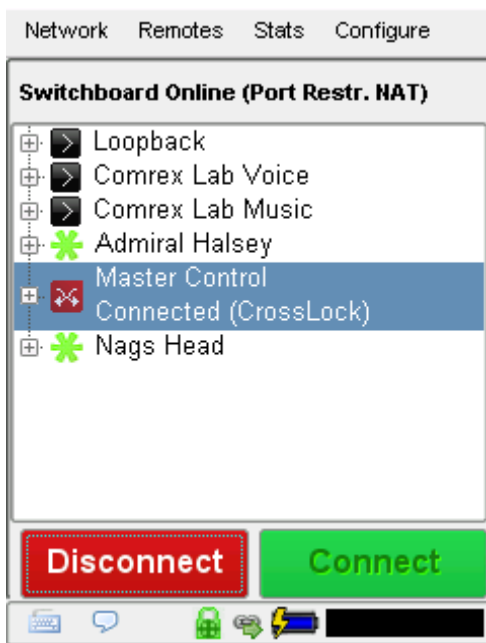 Network Remotes Stats Configure
Switchboard Online (Port Restr. NAT)
Loopback
Comrex Lab Voice
Comrex Lab Music
Admiral Halsey
Master Control
Connected (CrossLock)
Nags Head
Disconnect Connect